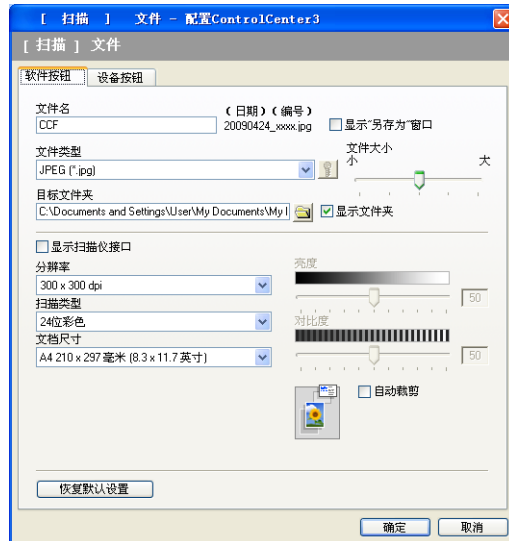 [ 扫描 ] 文件 - 配置ControlCenter3
[ 扫描 ] 文件
软件按钮 设备按钮
文件名 (日期)(编号)
CCF 20090424_xxxx.jpg 显示"另存为"窗口
文件类型 文件大小
JPEG (*.jpg) 小 大
目标文件夹
C:\Documents and Settings\User\My Documents\My I 显示文件夹
显示扫描仪接口
分辨率 亮度
300 x 300 dpi 50
扫描类型 对比度
24位彩色
文档尺寸
A4 210 x 297 毫米 (8.3 x 11.7 英寸) 50
自动裁剪
恢复默认设置
确定 取消